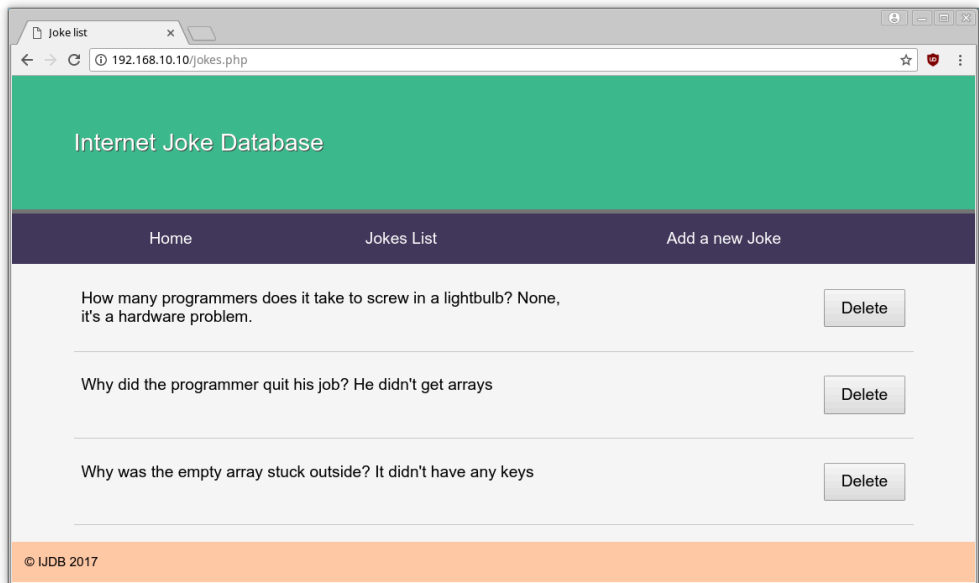 Joke list
192.168.10.10/jokes.php
Internet Joke Database
Home Jokes List Add a new Joke
How many programmers does it take to screw in a lightbulb? None,
it's a hardware problem.
Delete
Why did the programmer quit his job? He didn't get arrays
Delete
Why was the empty array stuck outside? It didn't have any keys
Delete
© IJDB 2017